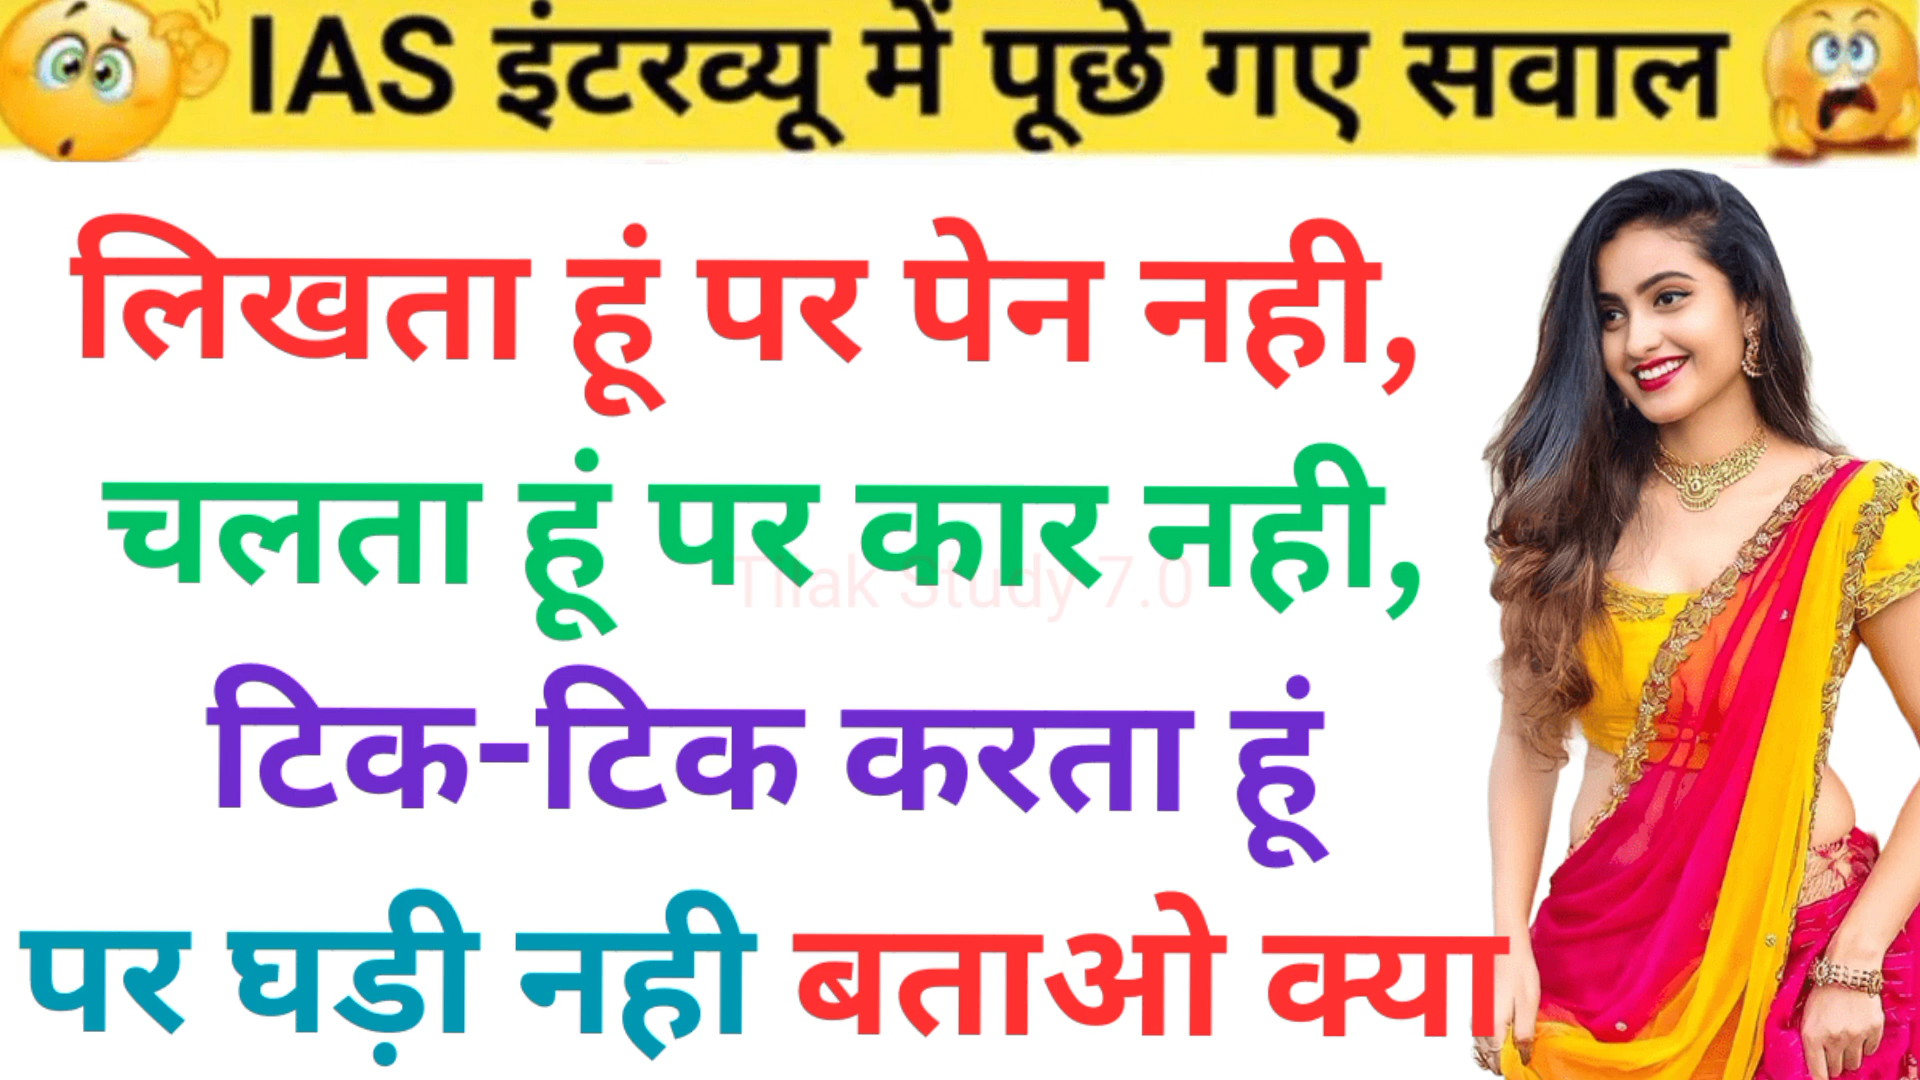 IAS इंटरव्यू में पूछे गए सवाल
लिखता हूं पर पेन नही,
चलता हूं पर कार नही,
Tilak Study 7.0
टिक-टिक करता हूं
पर घड़ी नही बताओ क्या